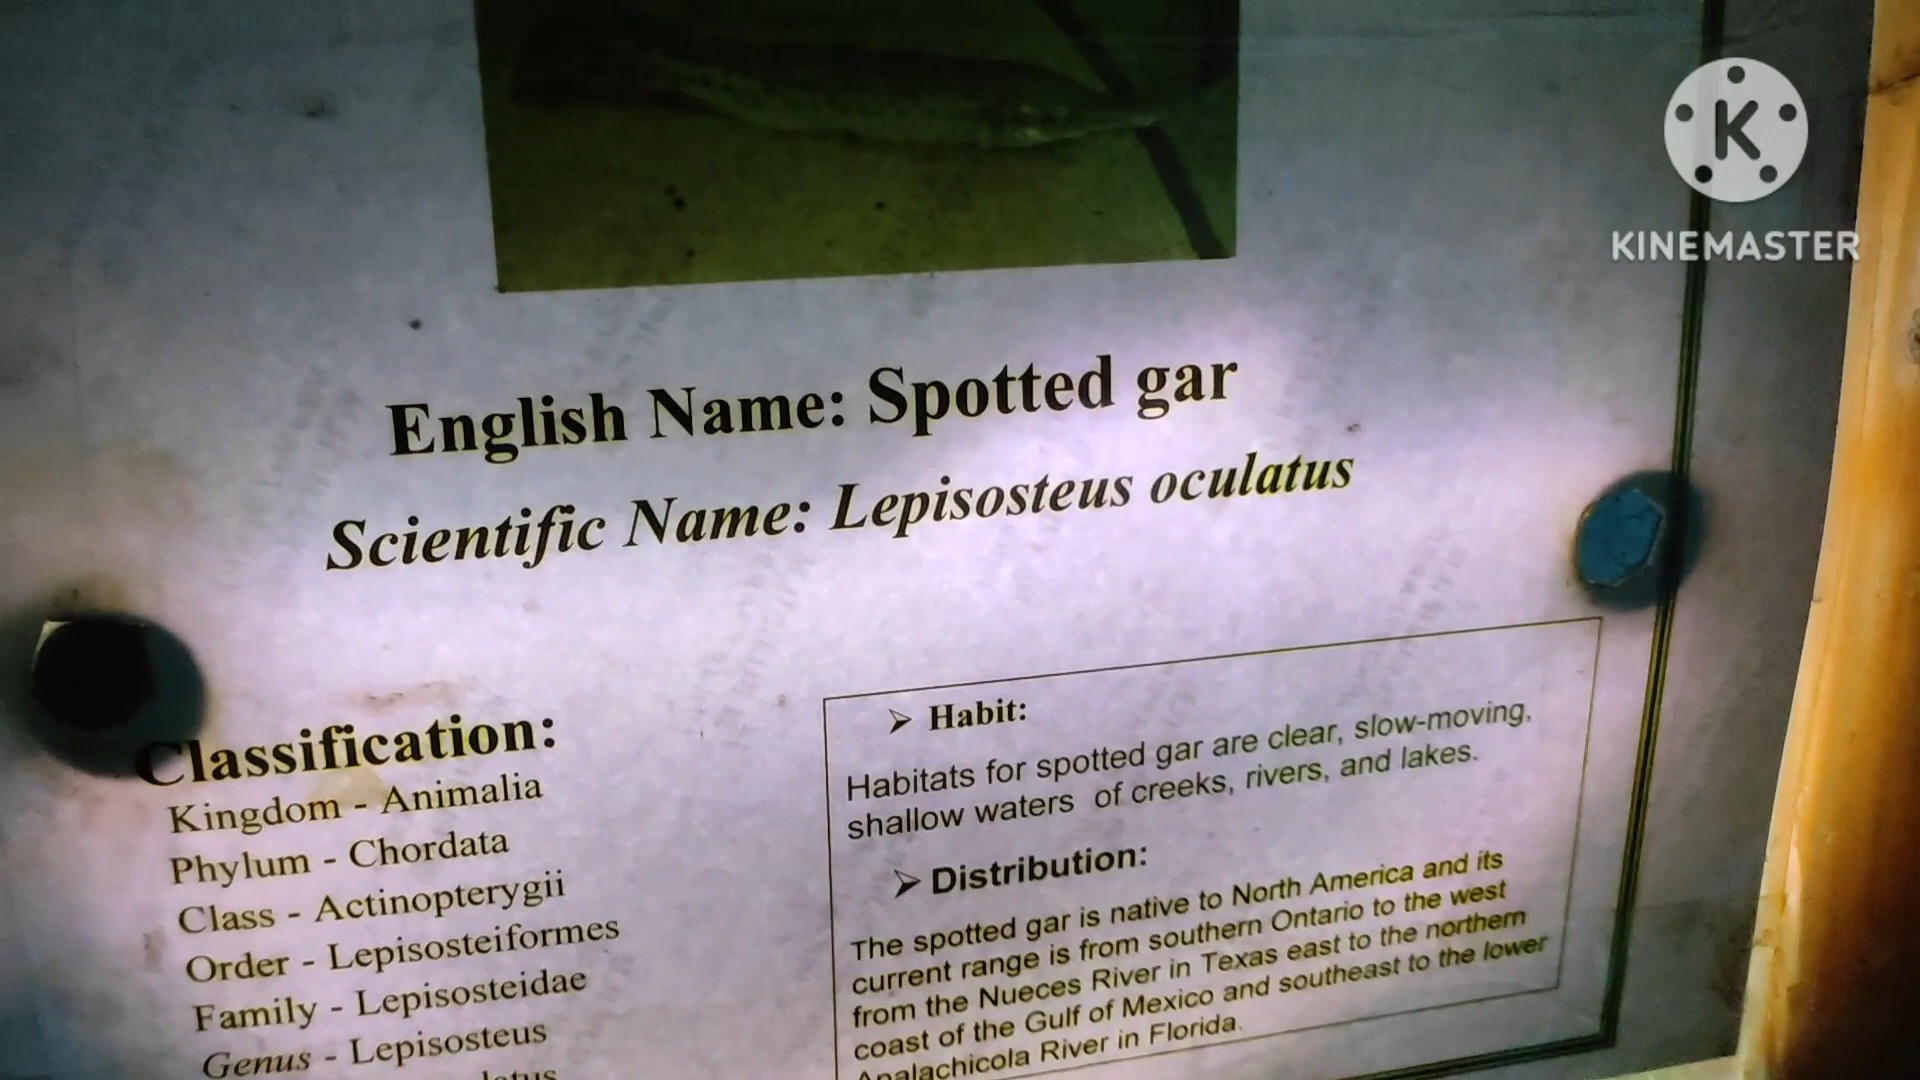 K
KINEMASTER
English Name: Spotted gar
Scientific Name: Lepisosteus oculatus
Classification:
Kingdom - Animalia
Phylum - Chordata
Class - Actinopterygii
Order - Lepisosteiformes
Family - Lepisosteidae
Genus - Lepisosteus
➢ Habit:
Habitats for spotted gar are clear, slow-moving,
shallow waters of creeks, rivers, and lakes.
➢ Distribution:
The spotted gar is native to North America and its
current range is from southern Ontario to the west
from the Nueces River in Texas east to the northern
coast of the Gulf of Mexico and southeast to the lower
Apalachicola River in Florida.